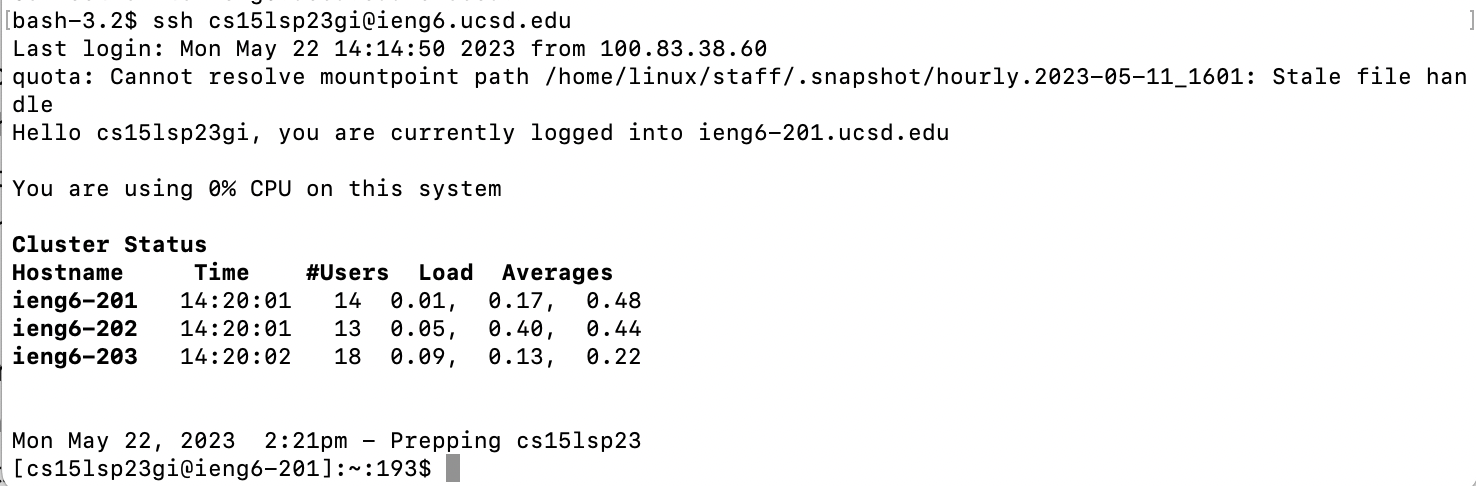 [bash-3.2$ ssh cs15lsp23gi@ieng6.ucsd.edu ]
Last login: Mon May 22 14:14:50 2023 from 100.83.38.60
quota: Cannot resolve mountpoint path /home/linux/staff/.snapshot/hourly.2023-05-11_1601: Stale file han
dle
Hello cs15lsp23gi, you are currently logged into ieng6-201.ucsd.edu
You are using 0% CPU on this system
Cluster Status
Hostname     Time    #Users  Load  Averages
ieng6-201   14:20:01   14  0.01,  0.17,  0.48
ieng6-202   14:20:01   13  0.05,  0.40,  0.44
ieng6-203   14:20:02   18  0.09,  0.13,  0.22
Mon May 22, 2023  2:21pm - Prepping cs15lsp23
[cs15lsp23gi@ieng6-201]:~:193$